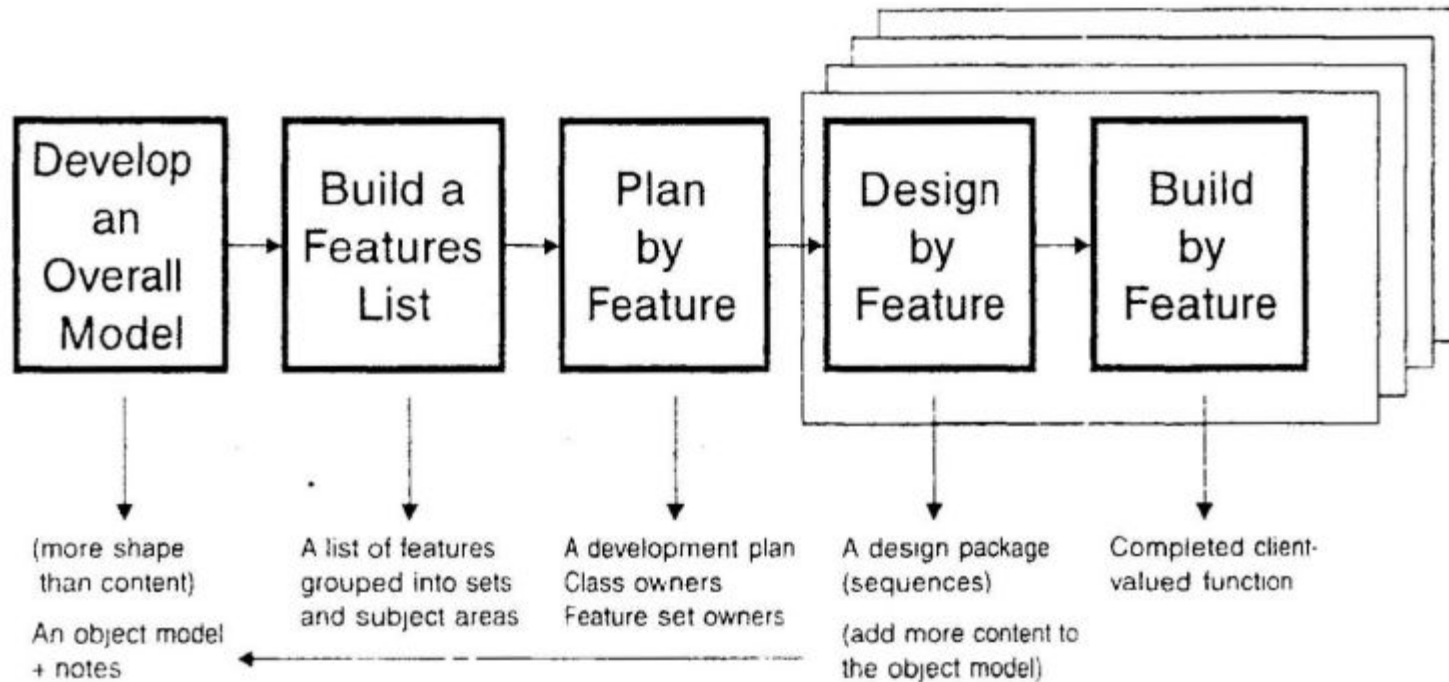 Develop
an
Overall
Model
Build a
Features
List
Plan
by
Feature
Design
by
Feature
Build
by
Feature
(more shape
than content)
An object model
+ notes
A list of features
grouped into sets
and subject areas
A development plan
Class owners
Feature set owners
A design package
(sequences)
(add more content to
the object model)
Completed client-
valued function